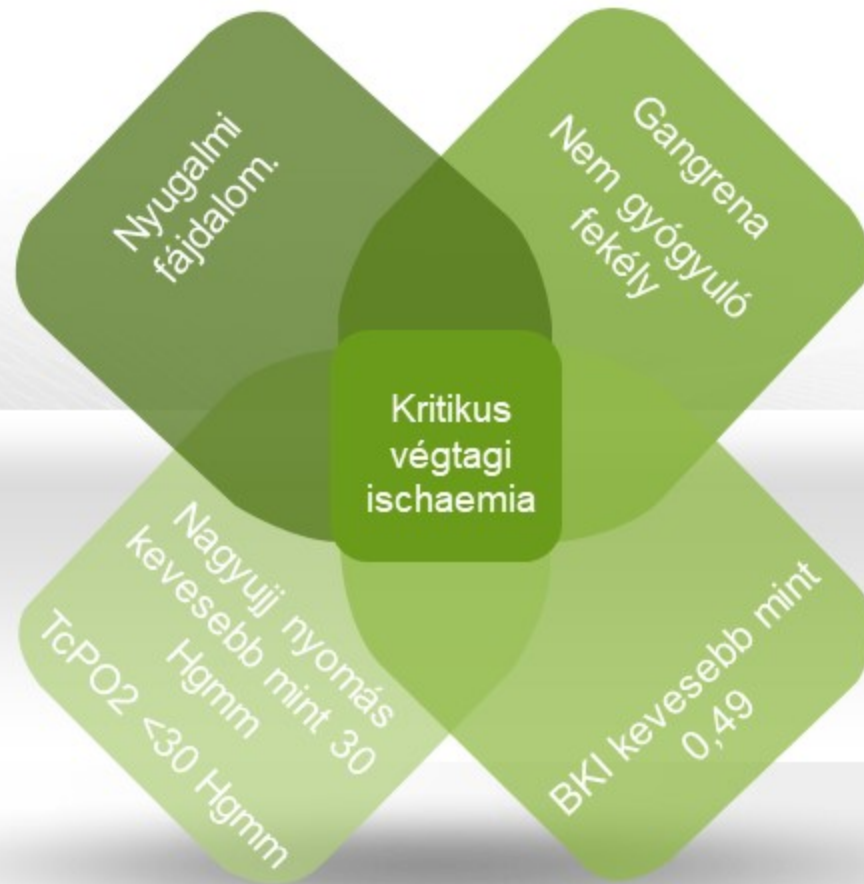 Nyugalmi
fájdalom.
Gangrena
Nem gyógyuló
fekély
Kritikus
végtagi
ischaemia
Nagyujj nyomás
kevesebb mint 30
Hgmm
TcPO2 <30 Hgmm
BKI kevesebb mint
0,49